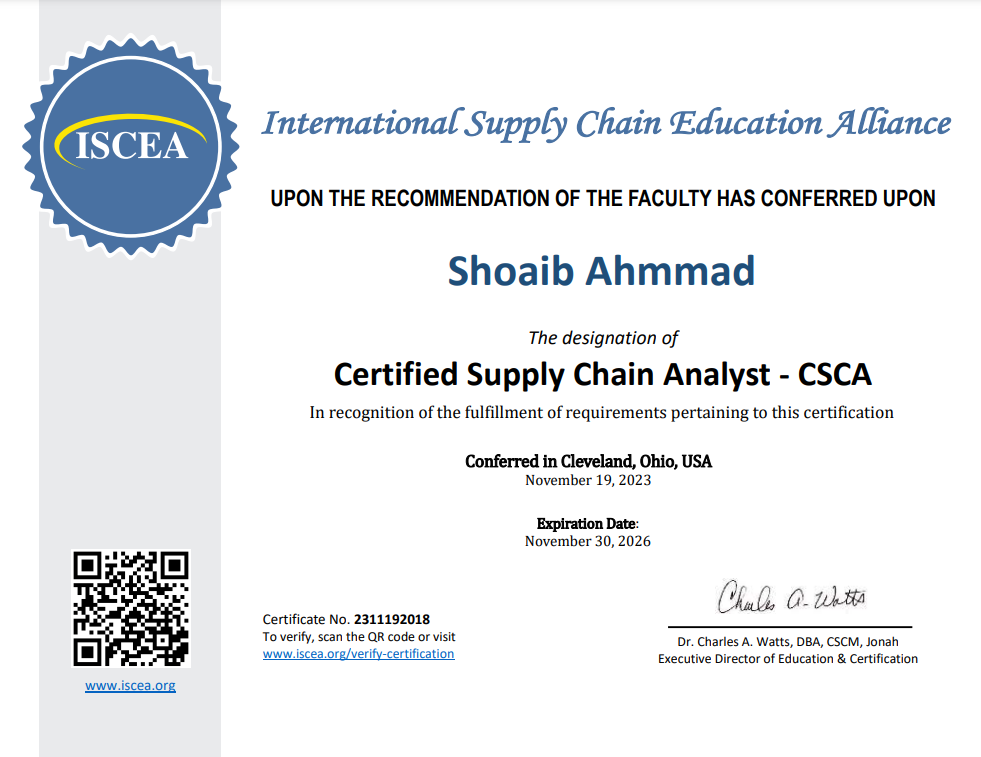 ISCEA
International Supply Chain Education Alliance
UPON THE RECOMMENDATION OF THE FACULTY HAS CONFERRED UPON
Shoaib Ahmmad
The designation of
Certified Supply Chain Analyst - CSCA
In recognition of the fulfillment of requirements pertaining to this certification
Conferred in Cleveland, Ohio, USA
November 19, 2023
Expiration Date:
November 30, 2026
Charles A. Watts
Certificate No. 2311192018
To verify, scan the QR code or visit
www.iscea.org/verify-certification
Dr. Charles A. Watts, DBA, CSCM, Jonah
Executive Director of Education & Certification
www.iscea.org